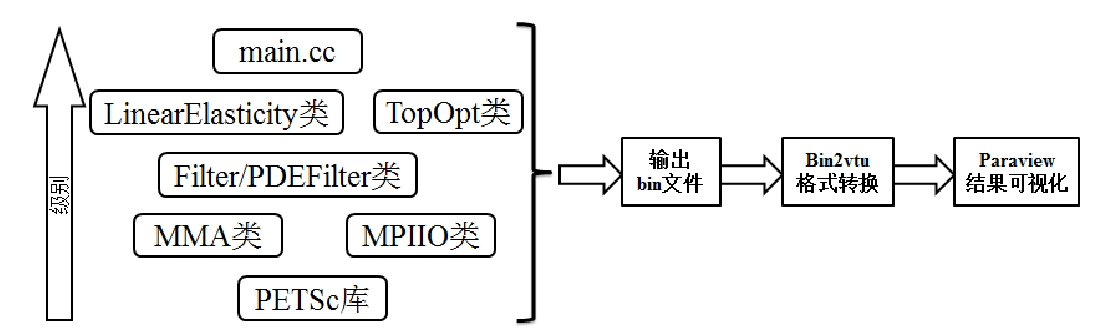 级别
main.cc
LinearElasticity类
TopOpt类
Filter/PDEFilter类
MMA类
MPIIO类
PETSc库
输出
bin文件
Bin2vtu
格式转换
Paraview
结果可视化